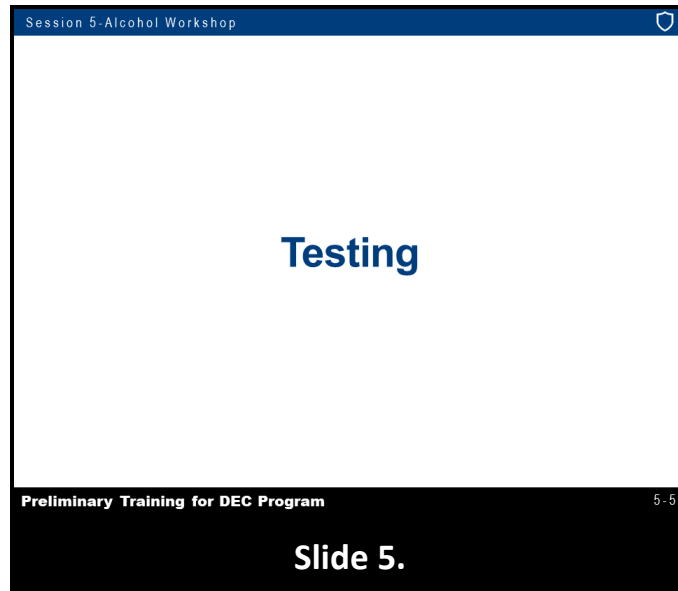 Session 5-Alcohol Workshop
Testing
Preliminary Training for DEC Program 5-5
Slide 5.